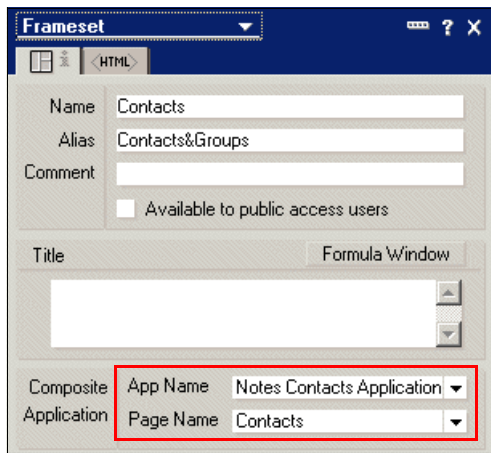 Frameset ? X
i <HTML>
Name Contacts
Alias Contacts&Groups
Comment
Available to public access users
Title Formula Window
Composite Application App Name Notes Contacts Application
Page Name Contacts